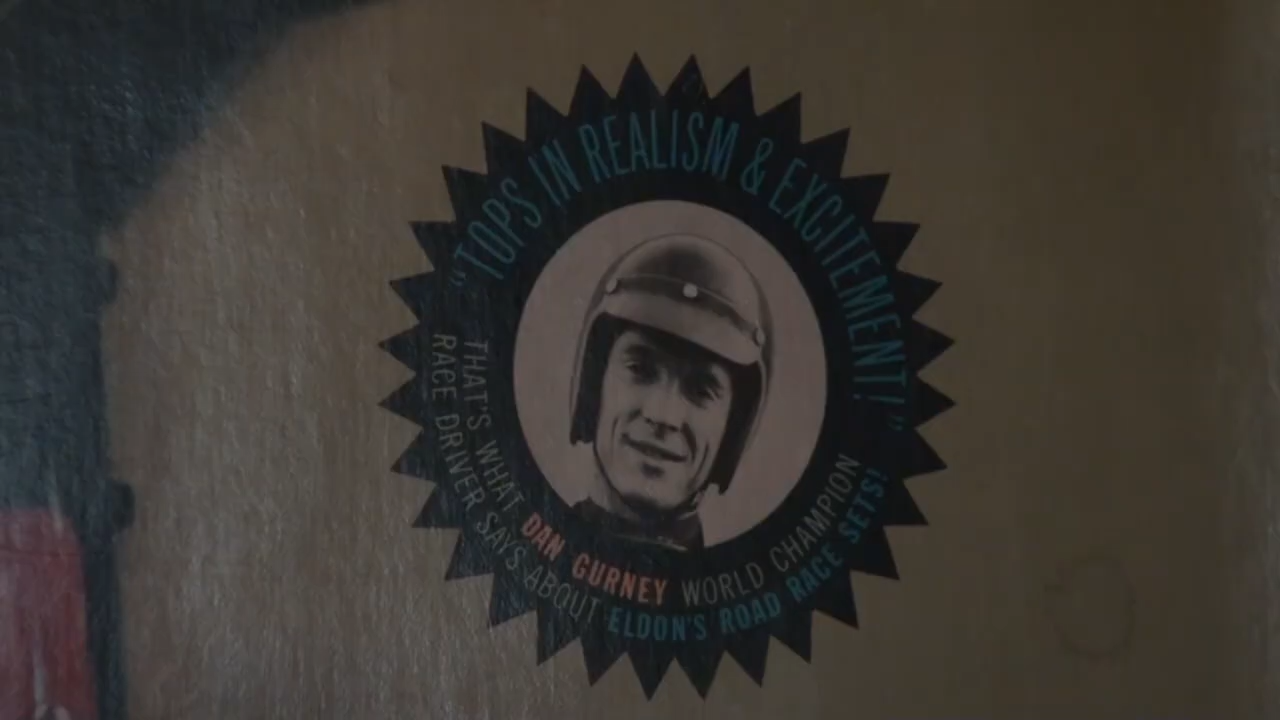 "TOPS IN REALISM & EXCITEMENT!"
THAT'S WHAT DAN GURNEY WORLD CHAMPION
RACE DRIVER SAYS ABOUT ELDON'S ROAD RACE SETS!